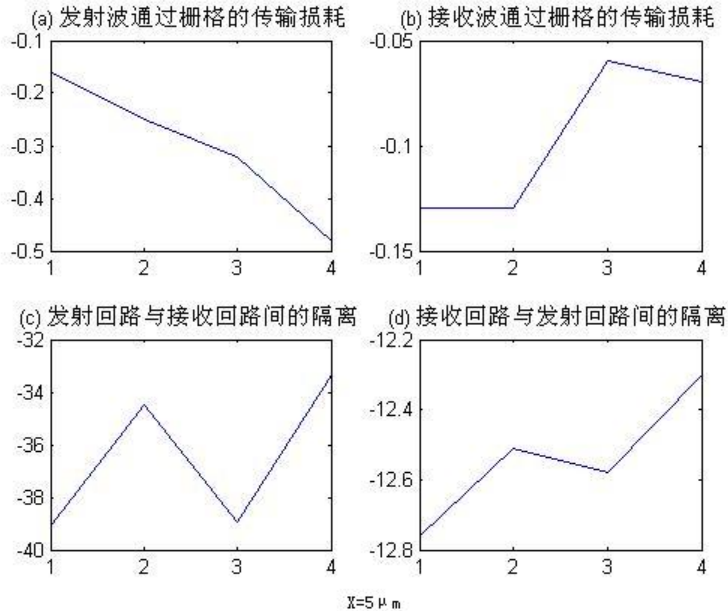 (a) 发射波通过栅格的传输损耗
-0.1
-0.2
-0.3
-0.4
-0.5
1 2 3 4
(b) 接收波通过栅格的传输损耗
-0.05
-0.1
-0.15
1 2 3 4
(c) 发射回路与接收回路间的隔离
-32
-34
-36
-38
-40
1 2 3 4
(d) 接收回路与发射回路间的隔离
-12.2
-12.4
-12.6
-12.8
1 2 3 4
X=5μm